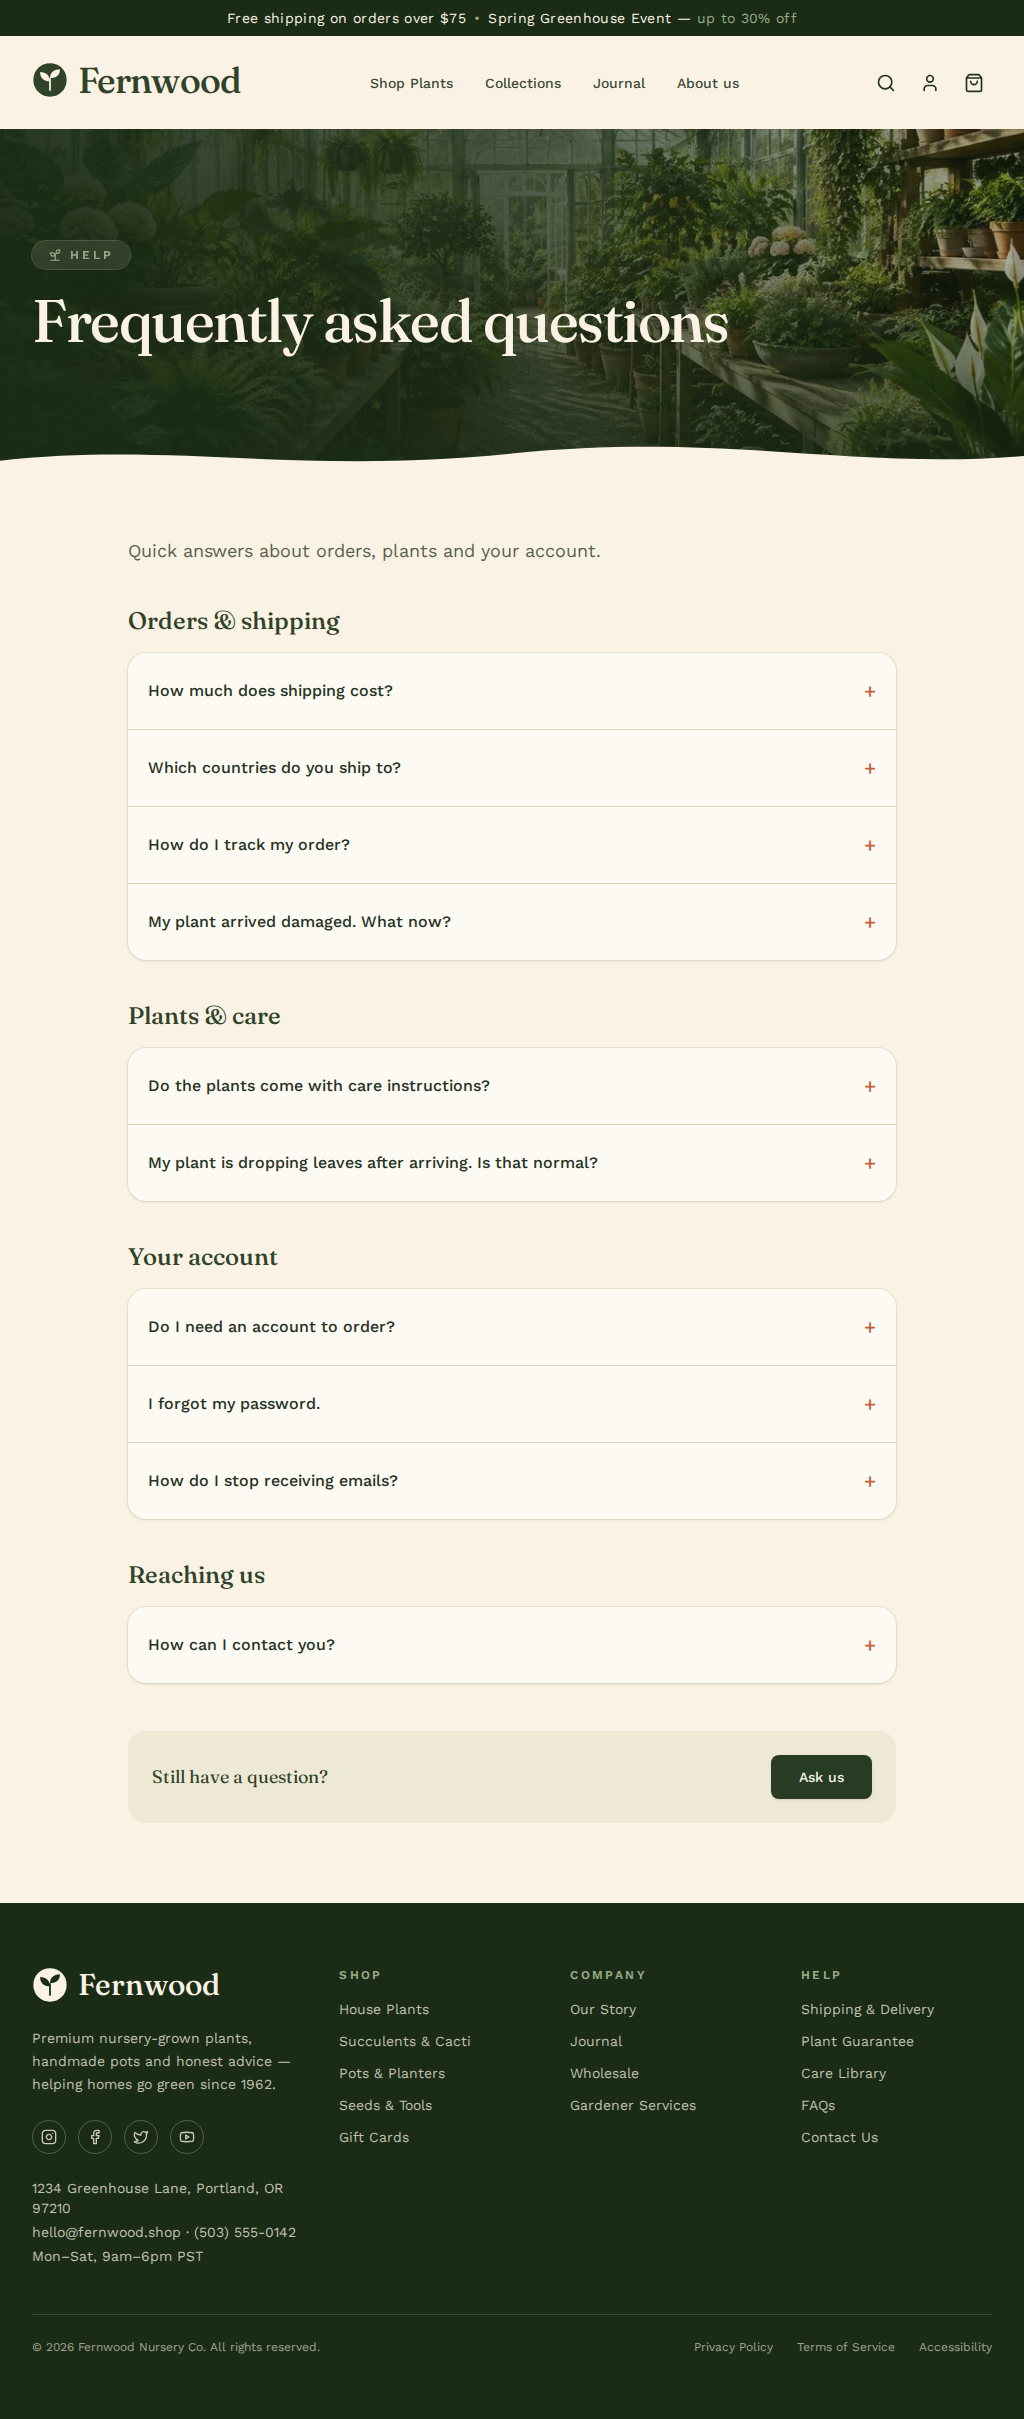 Free shipping on orders over $75 • Spring Greenhouse Event — up to 30% off
Fernwood
Shop Plants Collections Journal About us
HELP
Frequently asked questions
Quick answers about orders, plants and your account.
Orders & shipping
How much does shipping cost? +
Which countries do you ship to? +
How do I track my order? +
My plant arrived damaged. What now? +
Plants & care
Do the plants come with care instructions? +
My plant is dropping leaves after arriving. Is that normal? +
Your account
Do I need an account to order? +
I forgot my password. +
How do I stop receiving emails? +
Reaching us
How can I contact you? +
Still have a question?
Ask us
Fernwood
Premium nursery-grown plants,
handmade pots and honest advice —
helping homes go green since 1962.
1234 Greenhouse Lane, Portland, OR
97210
hello@fernwood.shop · (503) 555-0142
Mon–Sat, 9am–6pm PST
SHOP
House Plants
Succulents & Cacti
Pots & Planters
Seeds & Tools
Gift Cards
COMPANY
Our Story
Journal
Wholesale
Gardener Services
HELP
Shipping & Delivery
Plant Guarantee
Care Library
FAQs
Contact Us
© 2026 Fernwood Nursery Co. All rights reserved.
Privacy Policy Terms of Service Accessibility